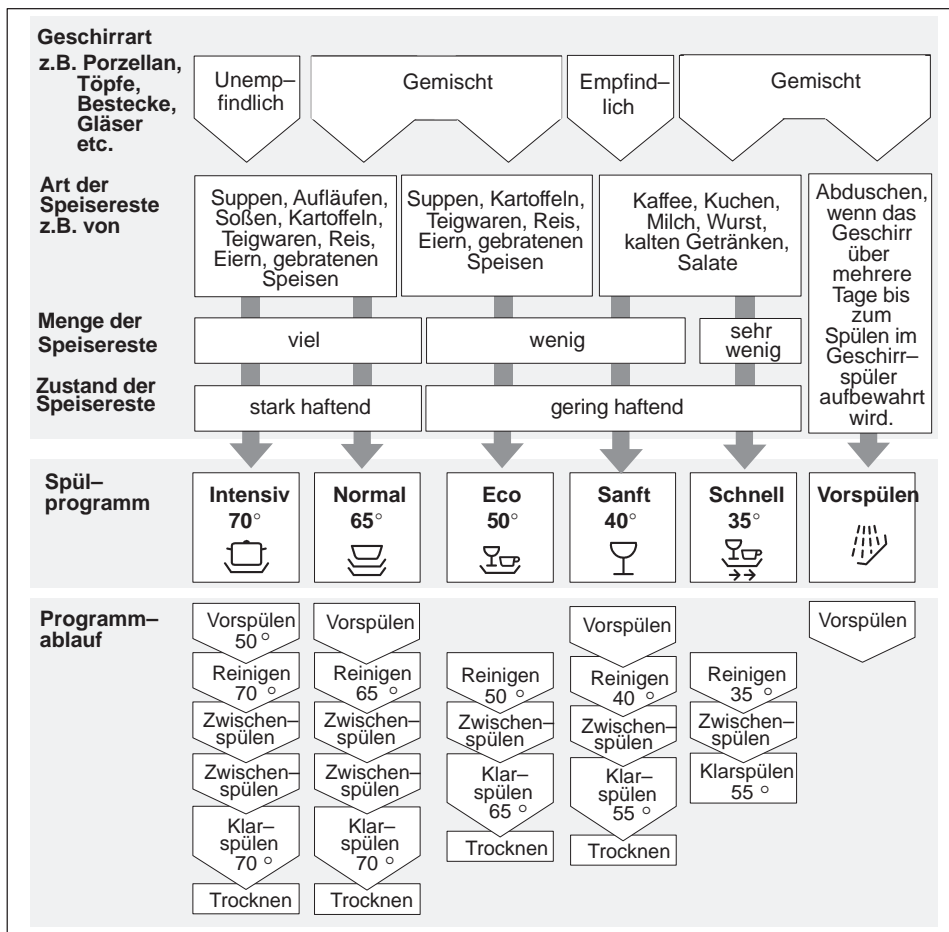 Geschirrart
z.B. Porzellan,
Töpfe,
Bestecke,
Gläser
etc.
Unemp–
findlich
Gemischt
Empfind–
lich
Gemischt
Art der
Speisereste
z.B. von
Suppen, Aufläufen,
Soßen, Kartoffeln,
Teigwaren, Reis,
Eiern, gebratenen
Speisen
Suppen, Kartoffeln,
Teigwaren, Reis,
Eiern, gebratenen
Speisen
Kaffee, Kuchen,
Milch, Wurst,
kalten Getränken,
Salate
Abduschen,
wenn das
Geschirr
über
mehrere
Tage bis
zum
Spülen im
Geschirr–
spüler
aufbewahrt
wird.
Menge der
Speisereste
viel
wenig
sehr
wenig
Zustand der
Speisereste
stark haftend
gering haftend
Spül–
programm
Intensiv
70°
Normal
65°
Eco
50°
Sanft
40°
Schnell
35°
Vorspülen
Programm–
ablauf
Vorspülen
50 °
Reinigen
70 °
Zwischen–
spülen
Zwischen–
spülen
Klar–
spülen
70 °
Trocknen
Vorspülen
Reinigen
65 °
Zwischen–
spülen
Zwischen–
spülen
Klar–
spülen
70 °
Trocknen
Reinigen
50 °
Zwischen–
spülen
Klar–
spülen
65 °
Trocknen
Vorspülen
Reinigen
40 °
Zwischen–
spülen
Klar–
spülen
55 °
Trocknen
Reinigen
35 °
Zwischen–
spülen
Klarspülen
55 °
Vorspülen